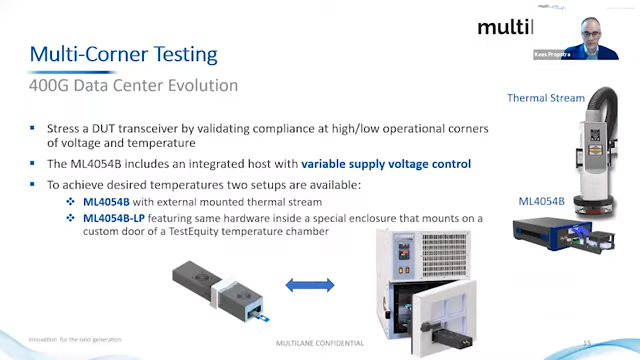 multilane
multil
Kees Propstra
Multi-Corner Testing
400G Data Center Evolution
Thermal Stream
Stress a DUT transceiver by validating compliance at high/low operational corners
of voltage and temperature
The ML4054B includes an integrated host with variable supply voltage control
To achieve desired temperatures two setups are available:
ML4054B with external mounted thermal stream
ML4054B-LP featuring same hardware inside a special enclosure that mounts on a
custom door of a TestEquity temperature chamber
ML4054B
innovation for the next generation
MULTILANE CONFIDENTIAL
15